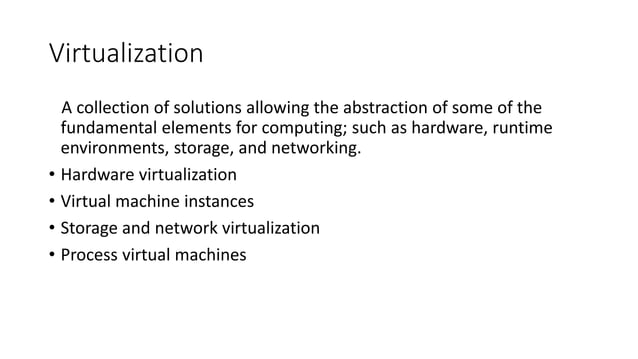 Virtualization
A collection of solutions allowing the abstraction of some of the
fundamental elements for computing; such as hardware, runtime
environments, storage, and networking.
• Hardware virtualization
• Virtual machine instances
• Storage and network virtualization
• Process virtual machines